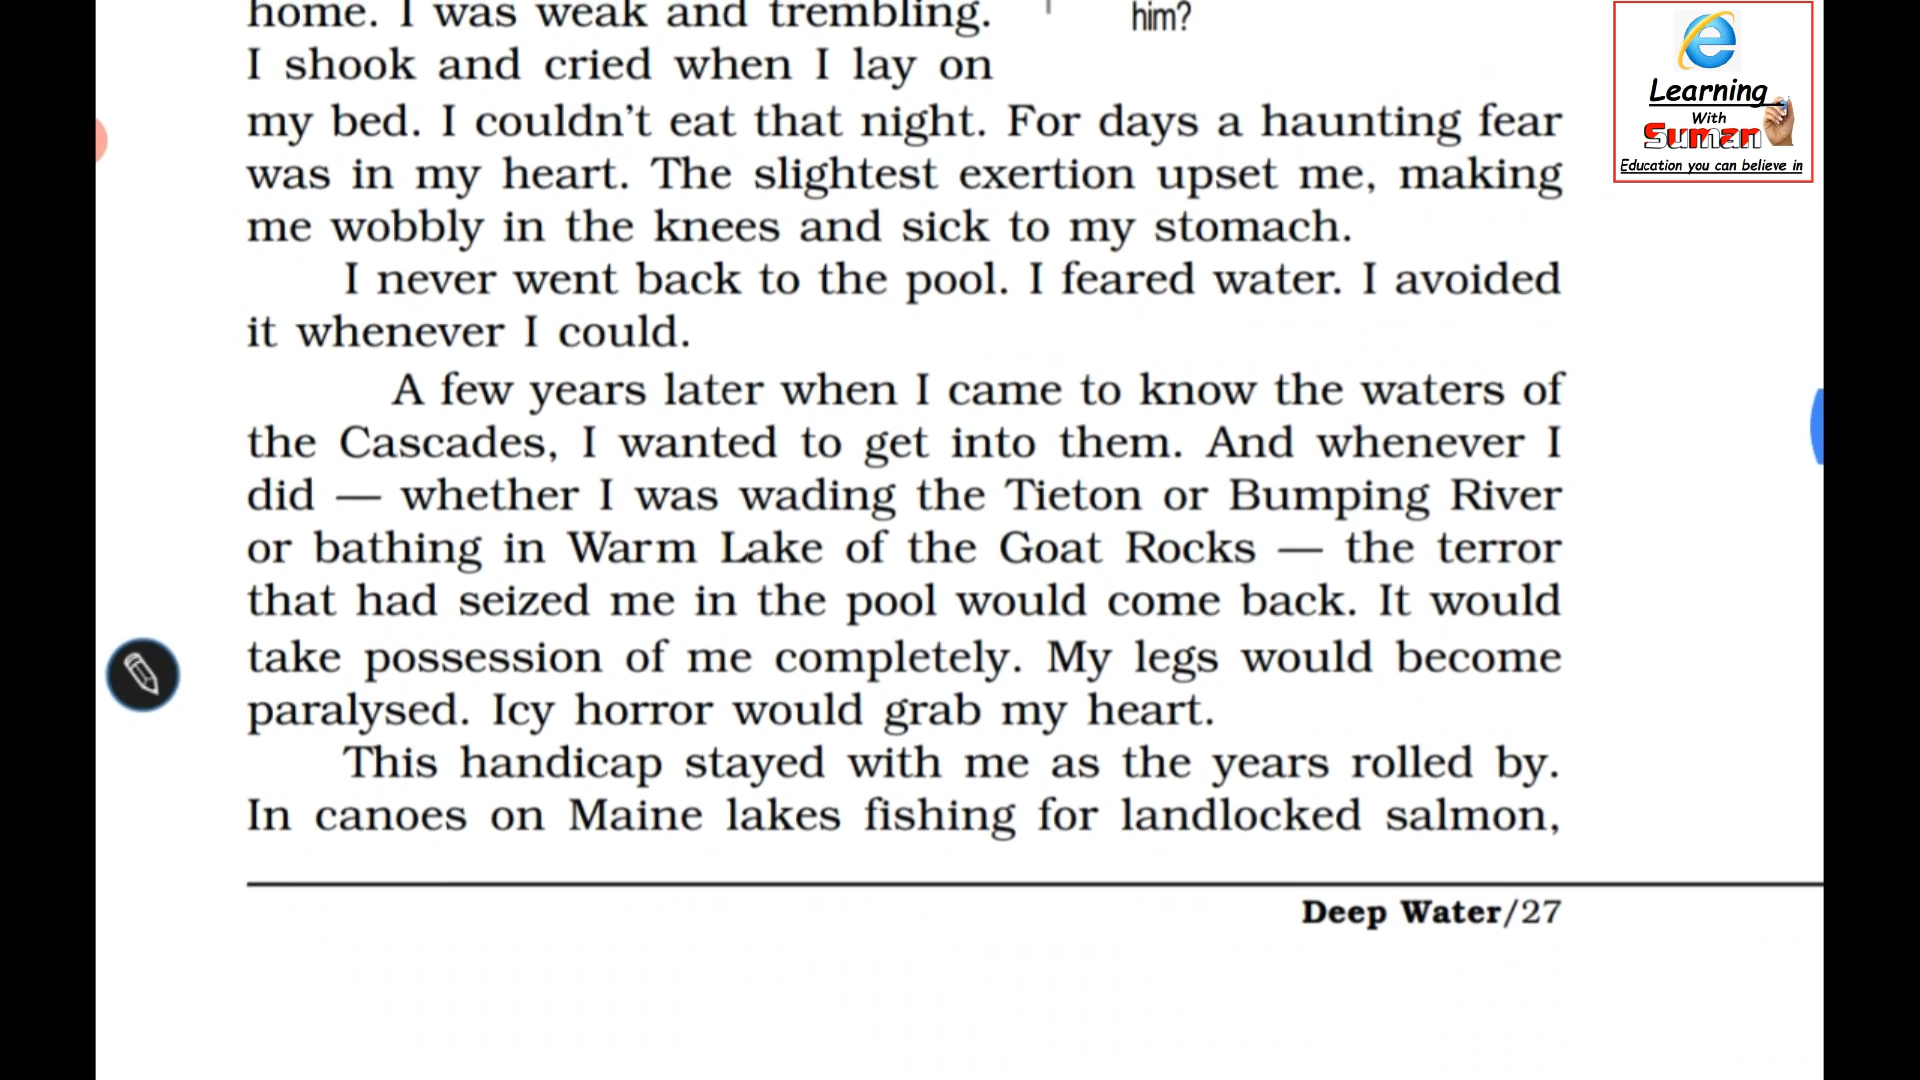 home. I was weak and trembling.
him?
I shook and cried when I lay on
my bed. I couldn’t eat that night. For days a haunting fear
was in my heart. The slightest exertion upset me, making
me wobbly in the knees and sick to my stomach.
I never went back to the pool. I feared water. I avoided
it whenever I could.
A few years later when I came to know the waters of
the Cascades, I wanted to get into them. And whenever I
did — whether I was wading the Tieton or Bumping River
or bathing in Warm Lake of the Goat Rocks — the terror
that had seized me in the pool would come back. It would
take possession of me completely. My legs would become
paralysed. Icy horror would grab my heart.
This handicap stayed with me as the years rolled by.
In canoes on Maine lakes fishing for landlocked salmon,
Deep Water/27
e
Learning
With
Suman
Education you can believe in